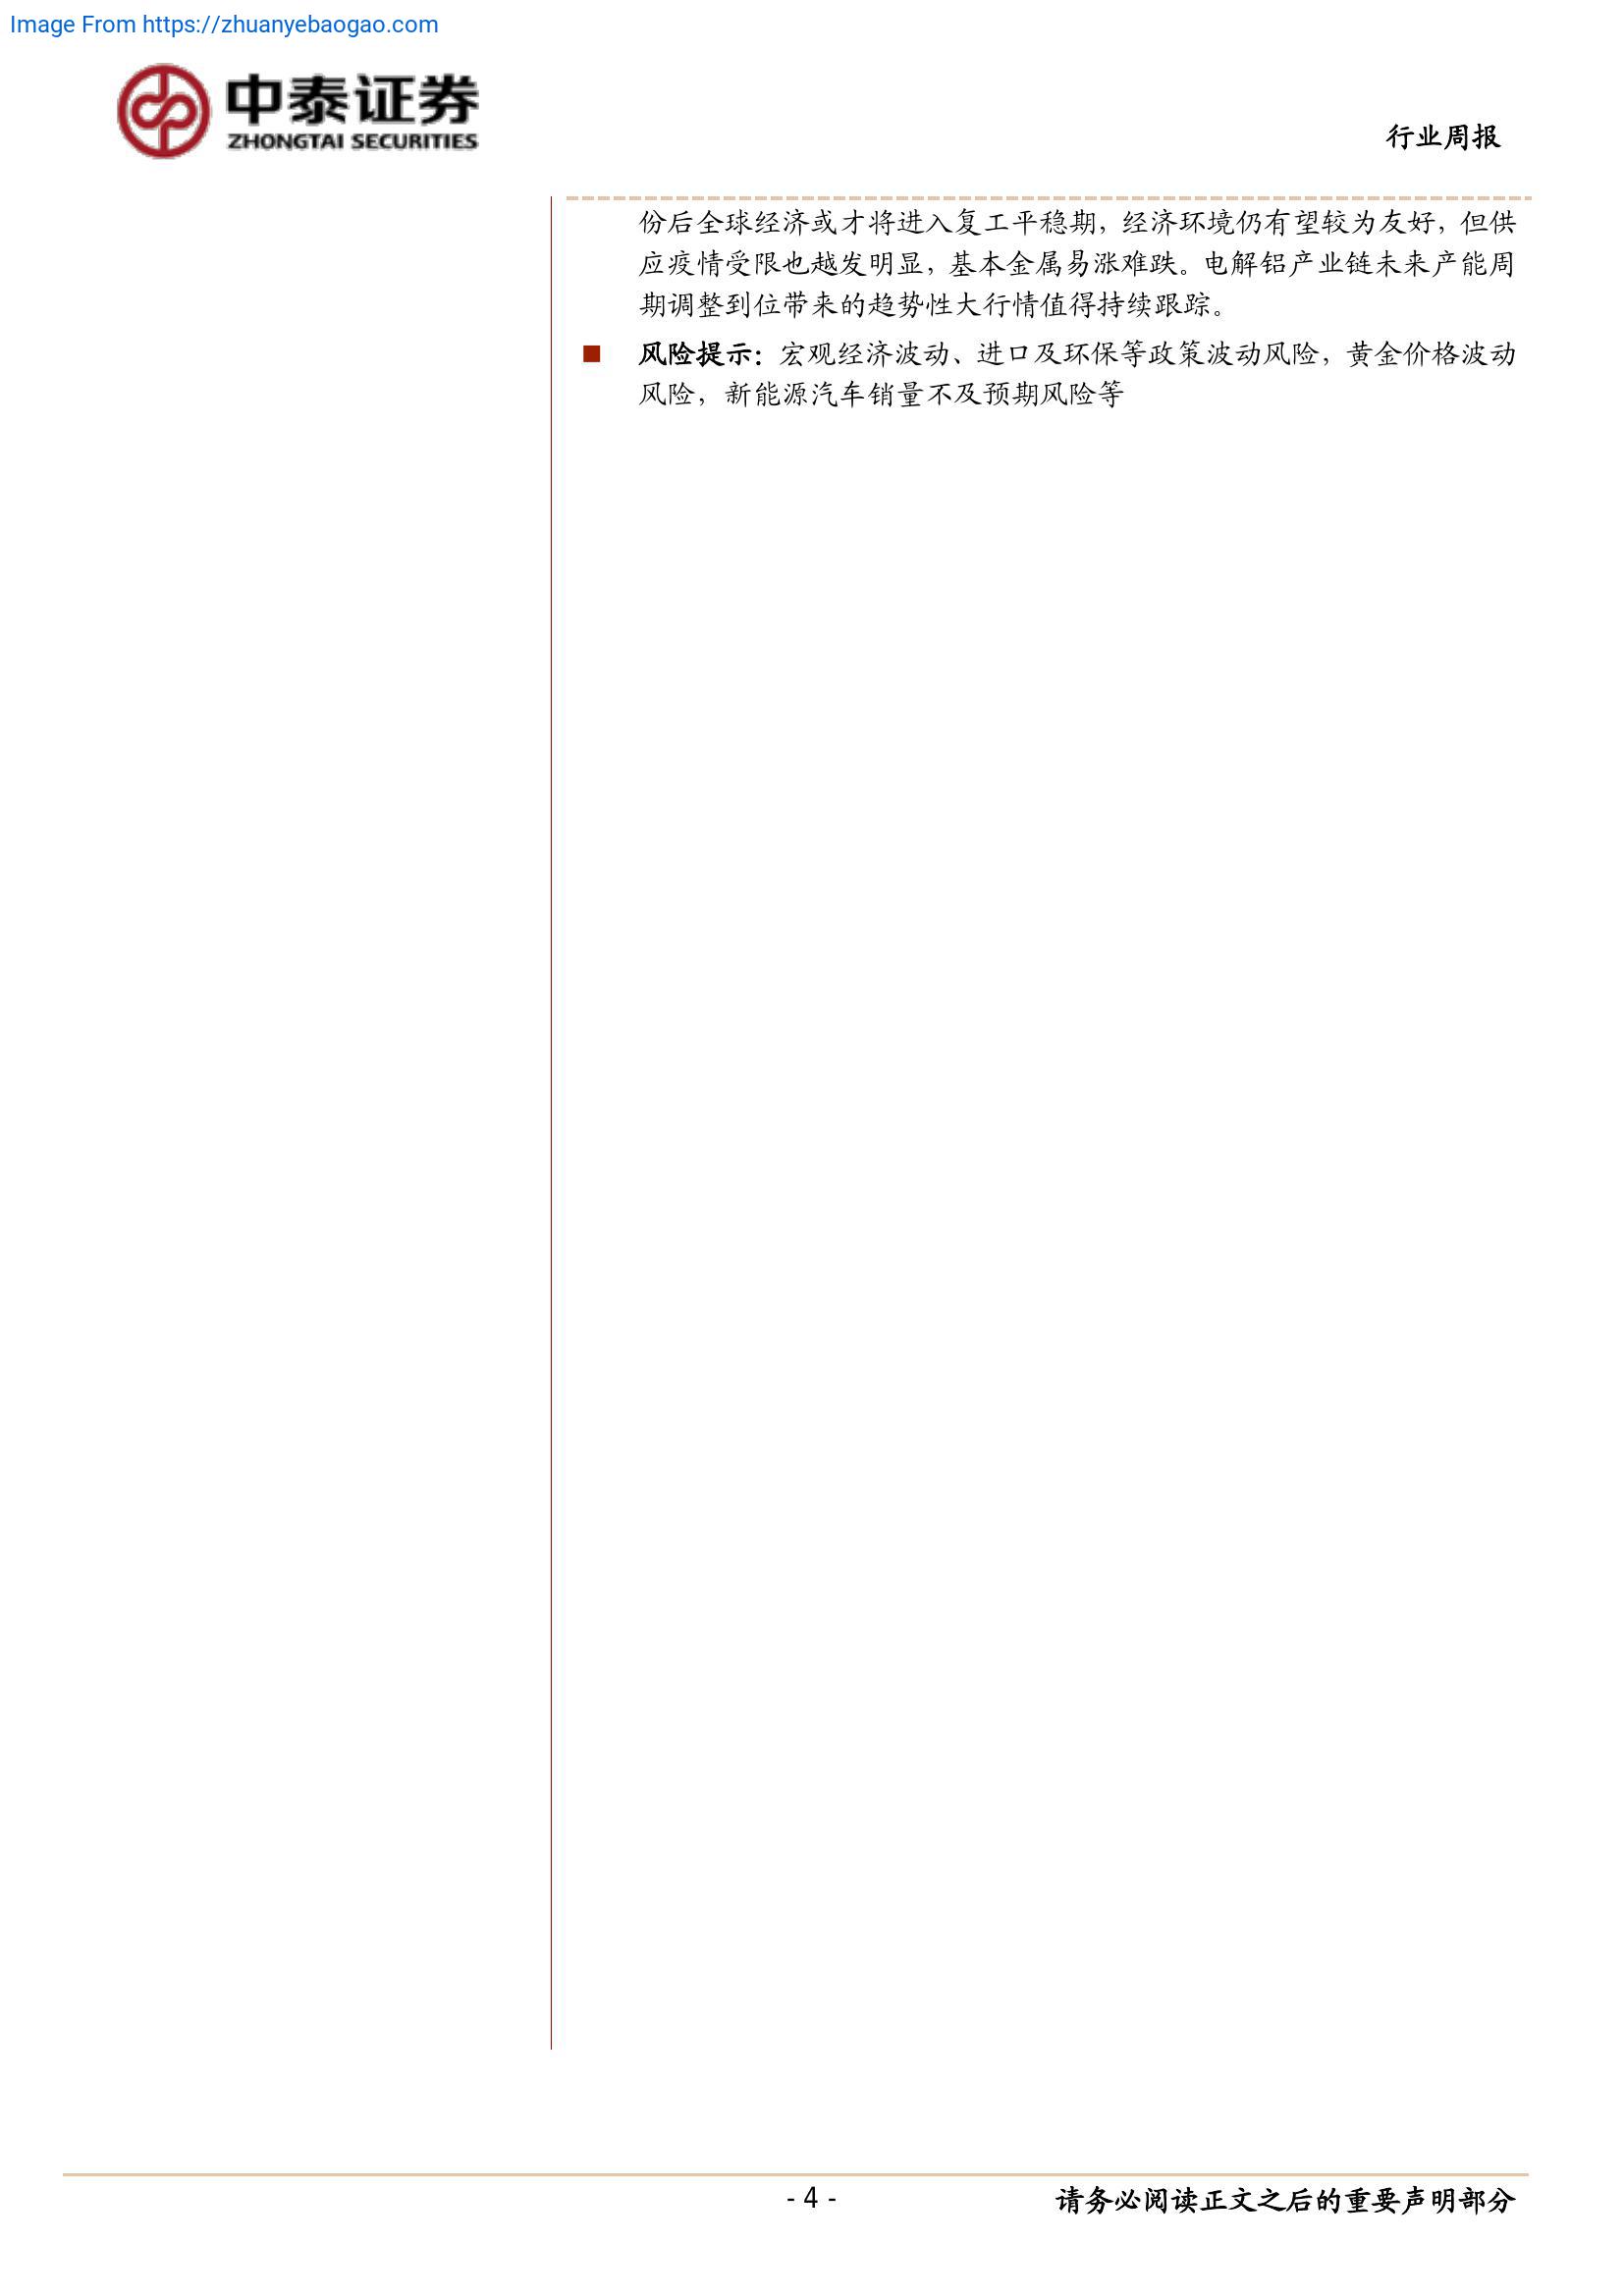 Image From https://zhuanyebaogao.com
中泰证券
ZHONGTAI SECURITIES
行业周报
份后全球经济或才将进入复工平稳期，经济环境仍有望较为友好，但供
应疫情受限也越发明显，基本金属易涨难跌。电解铝产业链未来产能周
期调整到位带来的趋势性大行情值得持续跟踪。
风险提示：宏观经济波动、进口及环保等政策波动风险，黄金价格波动
风险，新能源汽车销量不及预期风险等
- 4 -
请务必阅读正文之后的重要声明部分